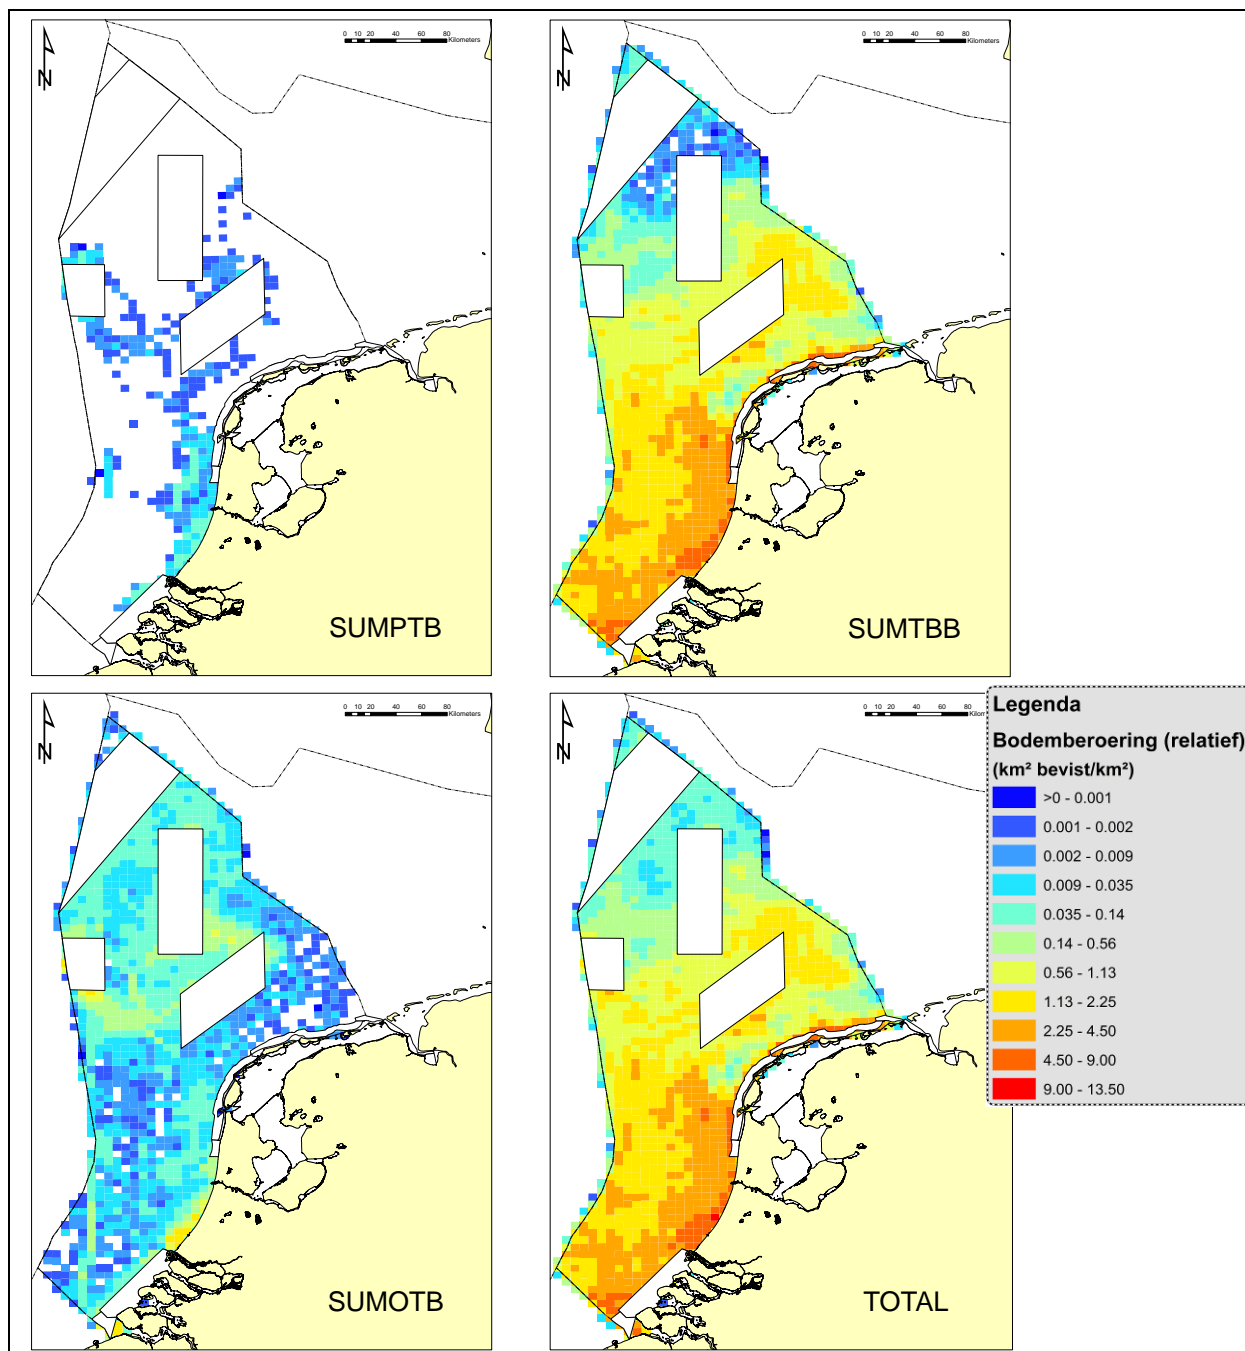 N
0 10 20 40 60 80
Kilometers
SUMPTB
N
0 10 20 40 60 80
Kilometers
SUMTBB
N
0 10 20 40 60 80
Kilometers
SUMOTB
N
0 10 20 40 60 80
Kilometers
TOTAL
Legenda
Bodemberoering (relatief)
(km² bevist/km²)
>0 - 0.001
0.001 - 0.002
0.002 - 0.009
0.009 - 0.035
0.035 - 0.14
0.14 - 0.56
0.56 - 1.13
1.13 - 2.25
2.25 - 4.50
4.50 - 9.00
9.00 - 13.50